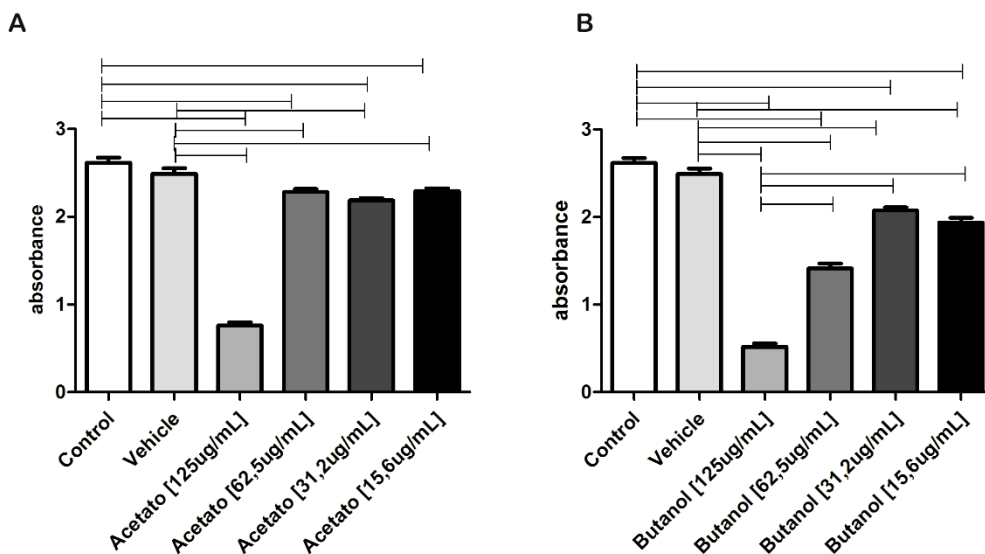 A
absorbance
3
2
1
0
Control
Vehicle
Acetato [125ug/mL]
Acetato [62,5ug/mL]
Acetato [31,2ug/mL]
Acetato [15,6ug/mL]
B
absorbance
3
2
1
0
Control
Vehicle
Butanol [125ug/mL]
Butanol [62,5ug/mL]
Butanol [31,2ug/mL]
Butanol [15,6ug/mL]